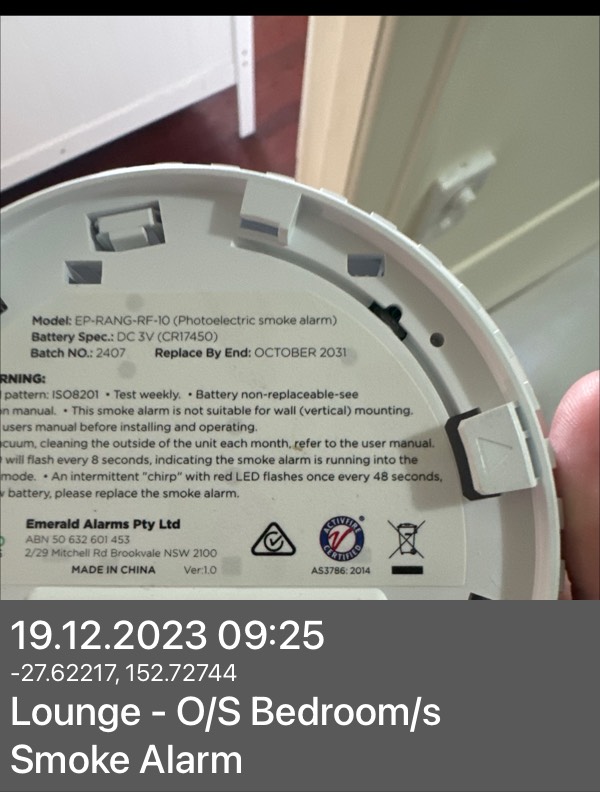 Model: EP-RANG-RF-10 (Photoelectric smoke alarm)
Battery Spec.: DC 3V (CR17450)
Batch NO.: 2407 Replace By End: OCTOBER 2031
RNING:
pattern: ISO8201 • Test weekly. • Battery non-replaceable-see
n manual. • This smoke alarm is not suitable for wall (vertical) mounting.
users manual before installing and operating.
cuum, cleaning the outside of the unit each month, refer to the user manual.
will flash every 8 seconds, indicating the smoke alarm is running into the
mode. • An intermittent "chirp" with red LED flashes once every 48 seconds,
battery, please replace the smoke alarm.
Emerald Alarms Pty Ltd
ABN 50 632 601 453
2/29 Mitchell Rd Brookvale NSW 2100
MADE IN CHINA Ver:1.0
ACTIVFIRE
CERTIFIED
AS3786: 2014
19.12.2023 09:25
-27.62217, 152.72744
Lounge - O/S Bedroom/s
Smoke Alarm